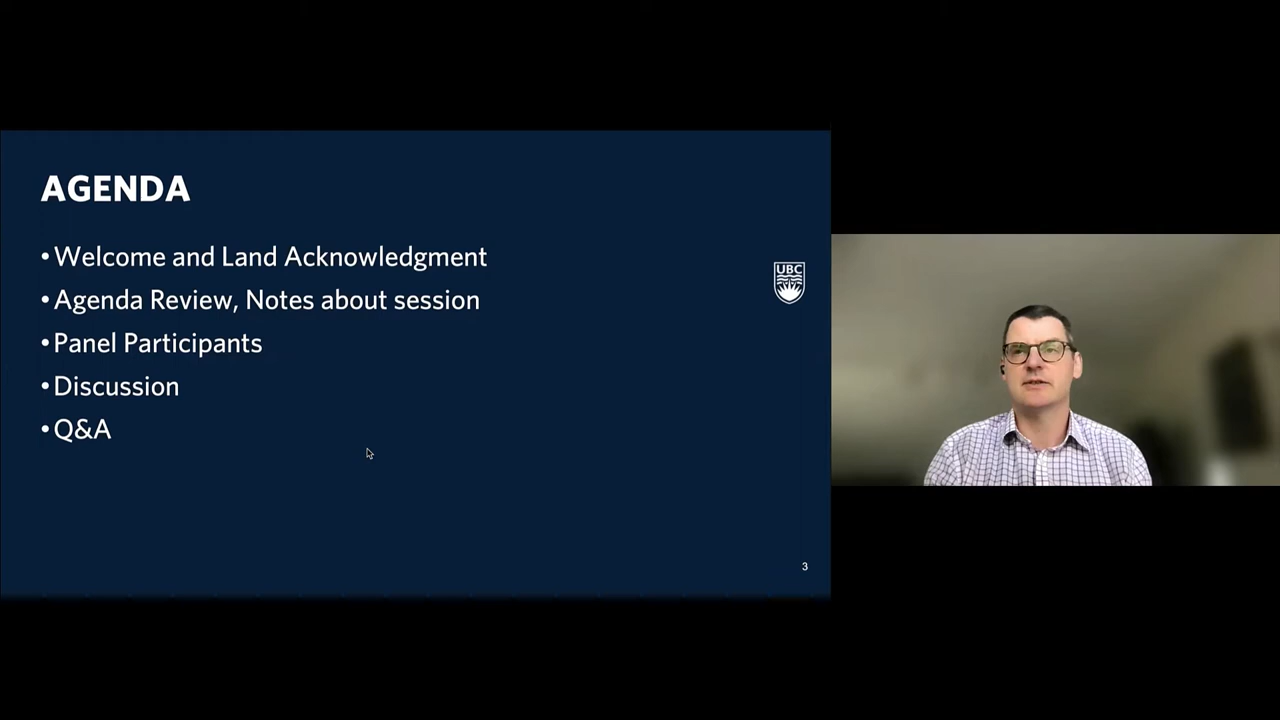 AGENDA
• Welcome and Land Acknowledgment
• Agenda Review, Notes about session
• Panel Participants
• Discussion
• Q&A
UBC
3